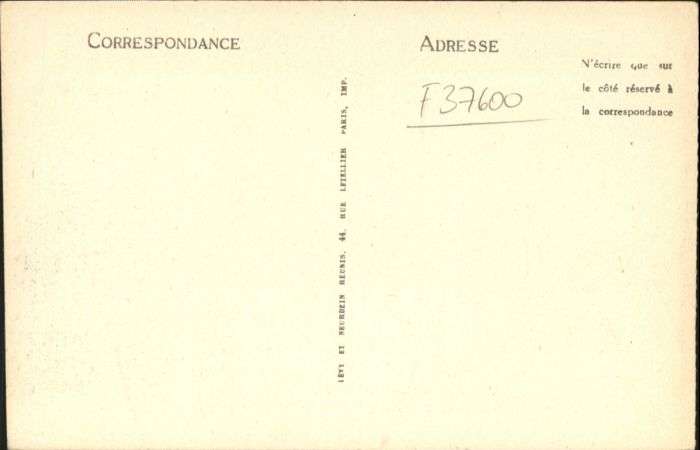 CORRESPONDANCE
ADRESSE
N'écrire que sur
le côté réservé à
la correspondance
F37600
LÉVY ET NEURDEIN RÉUNIS, 44, RUE LETELLIER PARIS, IMP.